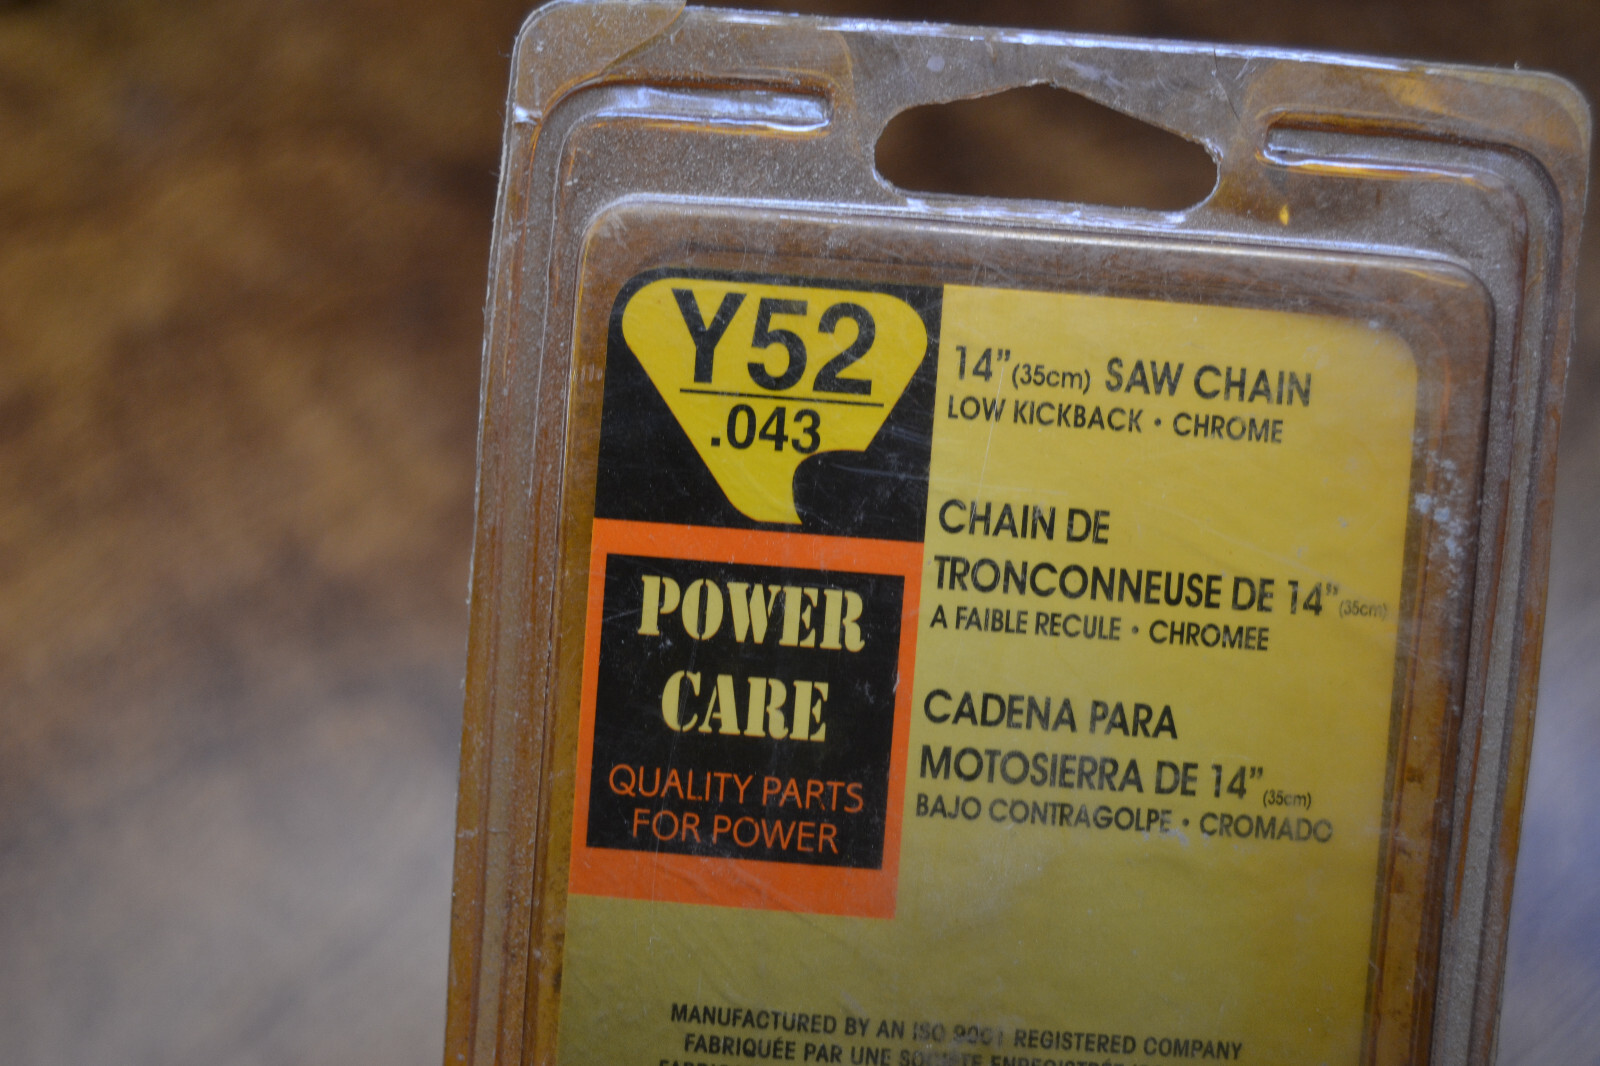 Y52
.043
14" (35cm) SAW CHAIN
LOW KICKBACK • CHROME
CHAIN DE
TRONCONNEUSE DE 14" (35cm)
A FAIBLE RECULE • CHROMEE
CADENA PARA
MOTOSIERRA DE 14" (35cm)
BAJO CONTRAGOLPE • CROMADO
POWER
CARE
QUALITY PARTS
FOR POWER
MANUFACTURED BY AN ISO 9001 REGISTERED COMPANY
FABRIQUÉE PAR UNE SOCIETE